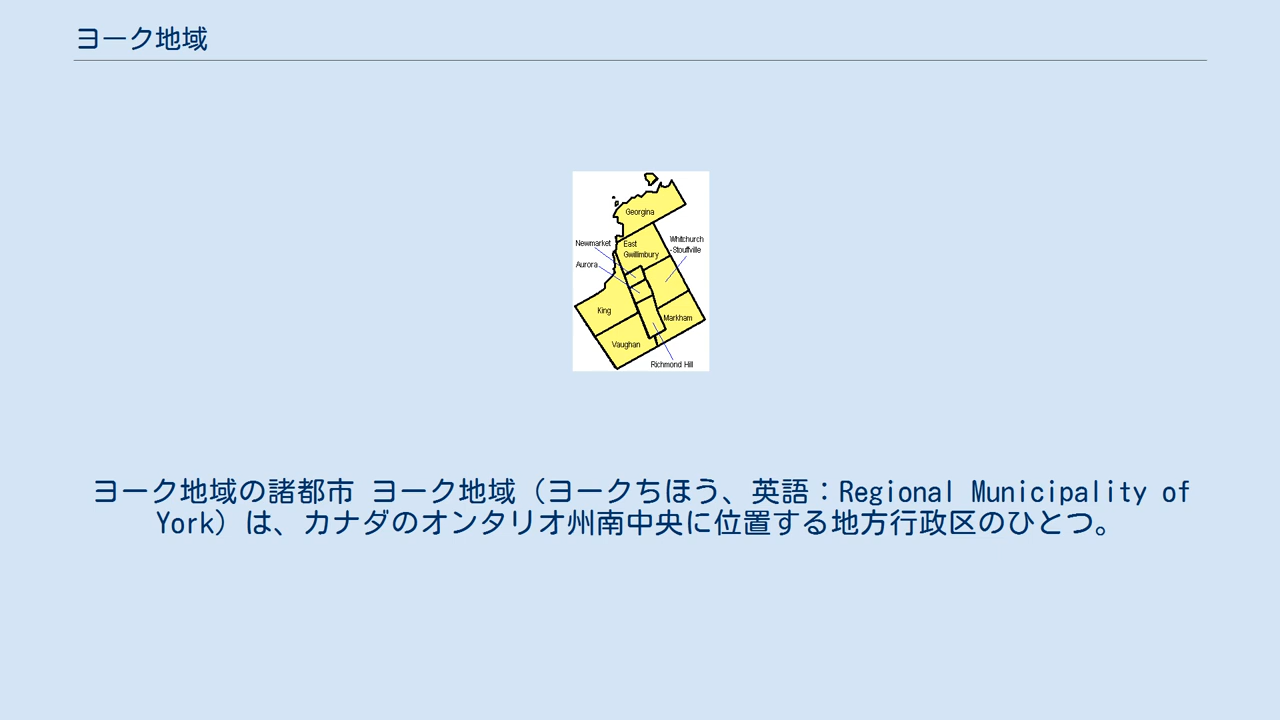 ヨーク地域
Georgina
Newmarket
East
Gwillimbury
Whitchurch
-Stouffville
Aurora
King
Markham
Vaughan
Richmond Hill
ヨーク地域の諸都市 ヨーク地域（ヨークちほう、英語：Regional Municipality of
York）は、カナダのオンタリオ州南中央に位置する地方行政区のひとつ。